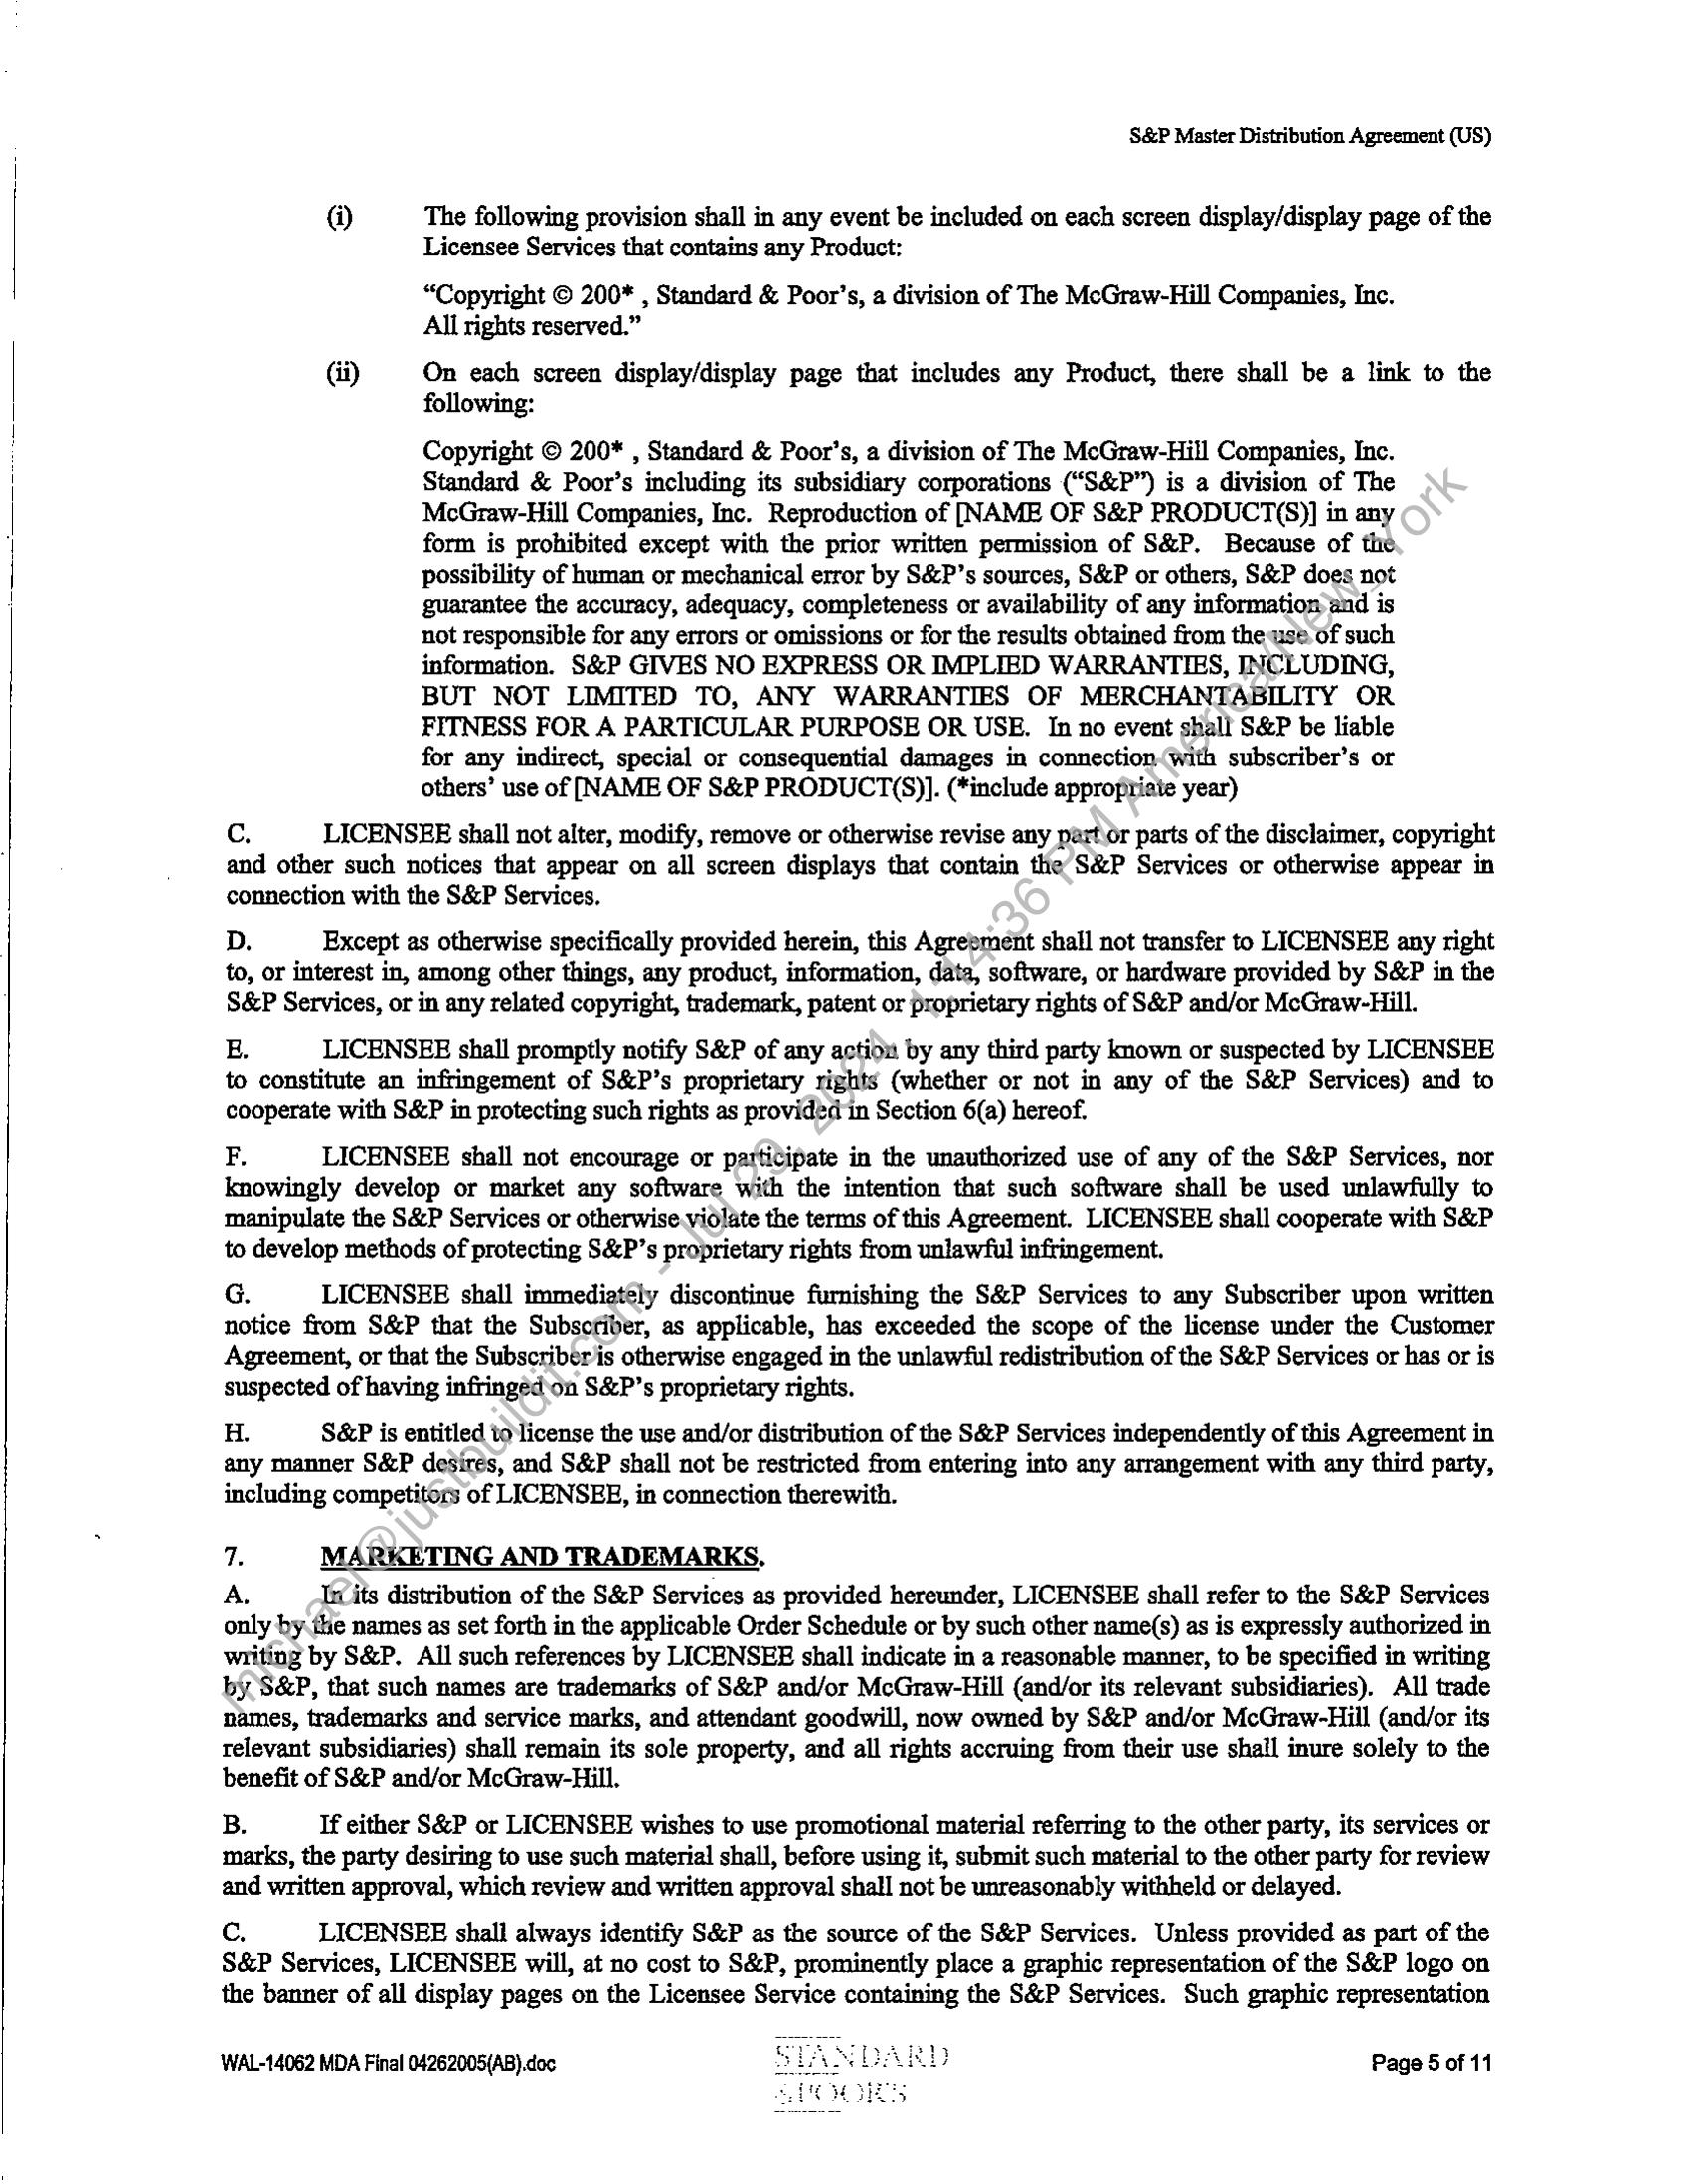 S&P Master Distribution Agreement (US)
(i) The following provision shall in any event be included on each screen display/display page of the
Licensee Services that contains any Product:
“Copyright © 200* , Standard & Poor’s, a division of The McGraw-Hill Companies, Inc.
All rights reserved.”
(ii) On each screen display/display page that includes any Product, there shall be a link to the
following:
Copyright © 200* , Standard & Poor’s, a division of The McGraw-Hill Companies, Inc.
Standard & Poor’s including its subsidiary corporations (“S&P”) is a division of The
McGraw-Hill Companies, Inc. Reproduction of [NAME OF S&P PRODUCT(S)] in any
form is prohibited except with the prior written permission of S&P. Because of the
possibility of human or mechanical error by S&P’s sources, S&P or others, S&P does not
guarantee the accuracy, adequacy, completeness or availability of any information and is
not responsible for any errors or omissions or for the results obtained from the use of such
information. S&P GIVES NO EXPRESS OR IMPLIED WARRANTIES, INCLUDING,
BUT NOT LIMITED TO, ANY WARRANTIES OF MERCHANTABILITY OR
FITNESS FOR A PARTICULAR PURPOSE OR USE. In no event shall S&P be liable
for any indirect, special or consequential damages in connection with subscriber’s or
others’ use of [NAME OF S&P PRODUCT(S)]. (*include appropriate year)
C. LICENSEE shall not alter, modify, remove or otherwise revise any part or parts of the disclaimer, copyright
and other such notices that appear on all screen displays that contain the S&P Services or otherwise appear in
connection with the S&P Services.
D. Except as otherwise specifically provided herein, this Agreement shall not transfer to LICENSEE any right
to, or interest in, among other things, any product, information, data, software, or hardware provided by S&P in the
S&P Services, or in any related copyright, trademark, patent or proprietary rights of S&P and/or McGraw-Hill.
E. LICENSEE shall promptly notify S&P of any action by any third party known or suspected by LICENSEE
to constitute an infringement of S&P’s proprietary rights (whether or not in any of the S&P Services) and to
cooperate with S&P in protecting such rights as provided in Section 6(a) hereof.
F. LICENSEE shall not encourage or participate in the unauthorized use of any of the S&P Services, nor
knowingly develop or market any software with the intention that such software shall be used unlawfully to
manipulate the S&P Services or otherwise violate the terms of this Agreement. LICENSEE shall cooperate with S&P
to develop methods of protecting S&P’s proprietary rights from unlawful infringement.
G. LICENSEE shall immediately discontinue furnishing the S&P Services to any Subscriber upon written
notice from S&P that the Subscriber, as applicable, has exceeded the scope of the license under the Customer
Agreement, or that the Subscriber is otherwise engaged in the unlawful redistribution of the S&P Services or has or is
suspected of having infringed on S&P’s proprietary rights.
H. S&P is entitled to license the use and/or distribution of the S&P Services independently of this Agreement in
any manner S&P desires, and S&P shall not be restricted from entering into any arrangement with any third party,
including competitors of LICENSEE, in connection therewith.
7. MARKETING AND TRADEMARKS.
A. In its distribution of the S&P Services as provided hereunder, LICENSEE shall refer to the S&P Services
only by the names as set forth in the applicable Order Schedule or by such other name(s) as is expressly authorized in
writing by S&P. All such references by LICENSEE shall indicate in a reasonable manner, to be specified in writing
by S&P, that such names are trademarks of S&P and/or McGraw-Hill (and/or its relevant subsidiaries). All trade
names, trademarks and service marks, and attendant goodwill, now owned by S&P and/or McGraw-Hill (and/or its
relevant subsidiaries) shall remain its sole property, and all rights accruing from their use shall inure solely to the
benefit of S&P and/or McGraw-Hill.
B. If either S&P or LICENSEE wishes to use promotional material referring to the other party, its services or
marks, the party desiring to use such material shall, before using it, submit such material to the other party for review
and written approval, which review and written approval shall not be unreasonably withheld or delayed.
C. LICENSEE shall always identify S&P as the source of the S&P Services. Unless provided as part of the
S&P Services, LICENSEE will, at no cost to S&P, prominently place a graphic representation of the S&P logo on
the banner of all display pages on the Licensee Service containing the S&P Services. Such graphic representation
WAL-14062 MDA Final 04262005(AB).doc
STANDARD
&POOR'S
Page 5 of 11
michael@justbuildit.com - Jul 29, 2024, 1:14:36 PM America/New_York